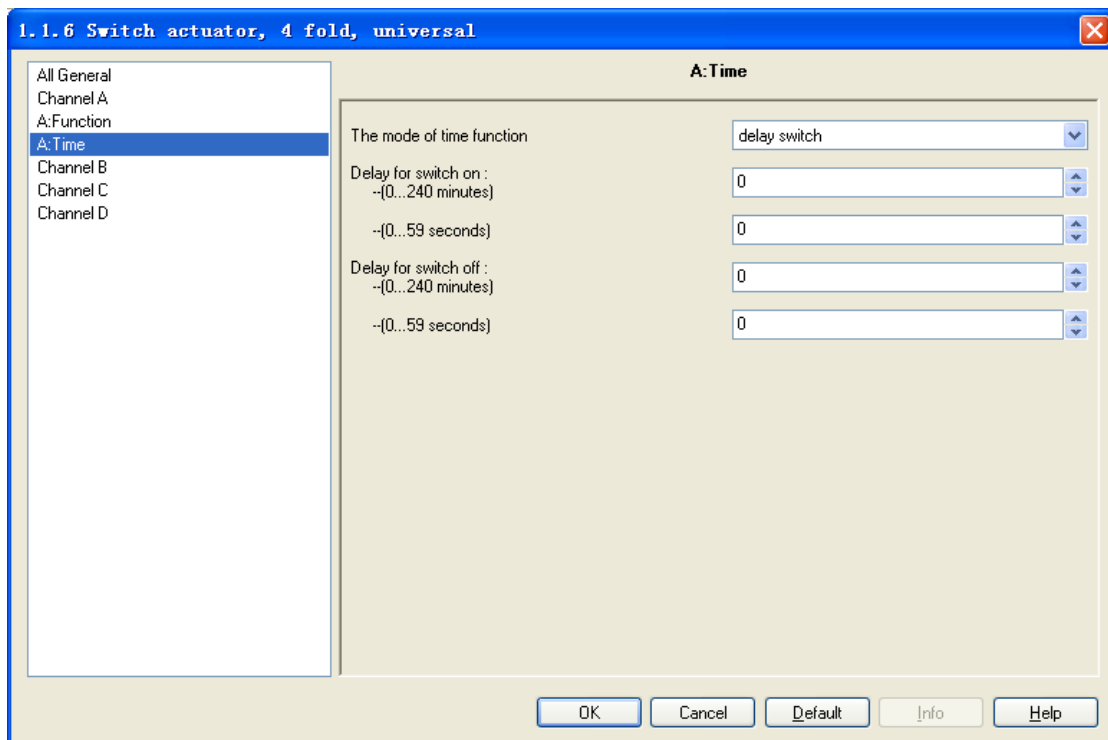 1.1.6 Switch actuator, 4 fold, universal
All General
Channel A
A:Function
A:Time
Channel B
Channel C
Channel D
A:Time
The mode of time function
delay switch
Delay for switch on :
--(0...240 minutes)
0
--(0...59 seconds)
0
Delay for switch off :
--(0...240 minutes)
0
--(0...59 seconds)
0
OK
Cancel
Default
Info
Help